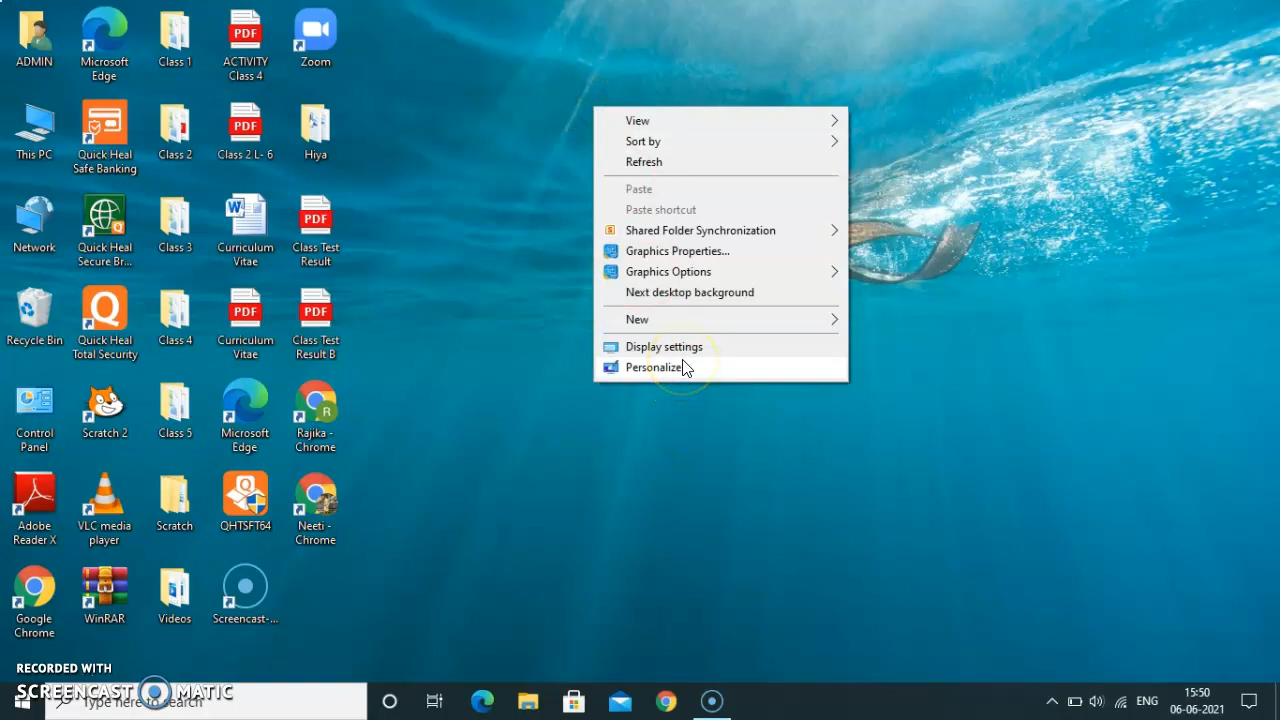 ADMIN
Microsoft
Edge
Class 1
PDF
ACTIVITY
Class 4
Zoom
This PC
Quick Heal
Safe Banking
Class 2
PDF
Class 2 L- 6
Hiya
Network
Quick Heal
Secure Br...
Class 3
W
Curriculum
Vitae
PDF
Class Test
Result
Recycle Bin
Q
Quick Heal
Total Security
Class 4
PDF
Curriculum
Vitae
PDF
Class Test
Result B
Control
Panel
Scratch 2
Class 5
Microsoft
Edge
R
Rajika -
Chrome
Adobe
Reader X
VLC media
player
Scratch
Q
QHTSFT64
Neeti -
Chrome
Google
Chrome
WinRAR
Videos
Screencast-...
View
Sort by
Refresh
Paste
Paste shortcut
S
Shared Folder Synchronization
Graphics Properties...
Graphics Options
Next desktop background
New
Display settings
Personalize
RECORDED WITH
SCREENCAST MATIC
Type here to search
ENG
15:50
06-06-2021